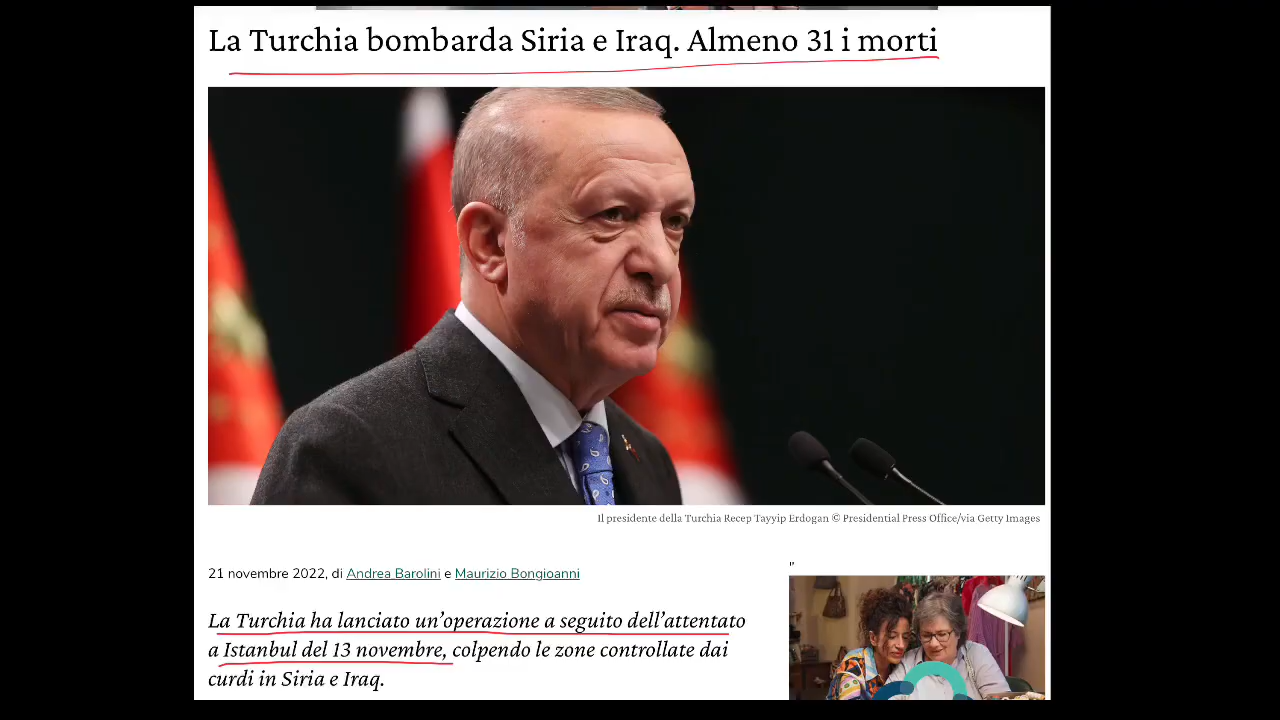 La Turchia bombarda Siria e Iraq. Almeno 31 i morti
Il presidente della Turchia Recep Tayyip Erdogan © Presidential Press Office/via Getty Images
21 novembre 2022, di Andrea Barolini e Maurizio Bongioanni
"
La Turchia ha lanciato un'operazione a seguito dell'attentato
a Istanbul del 13 novembre, colpendo le zone controllate dai
curdi in Siria e Iraq.